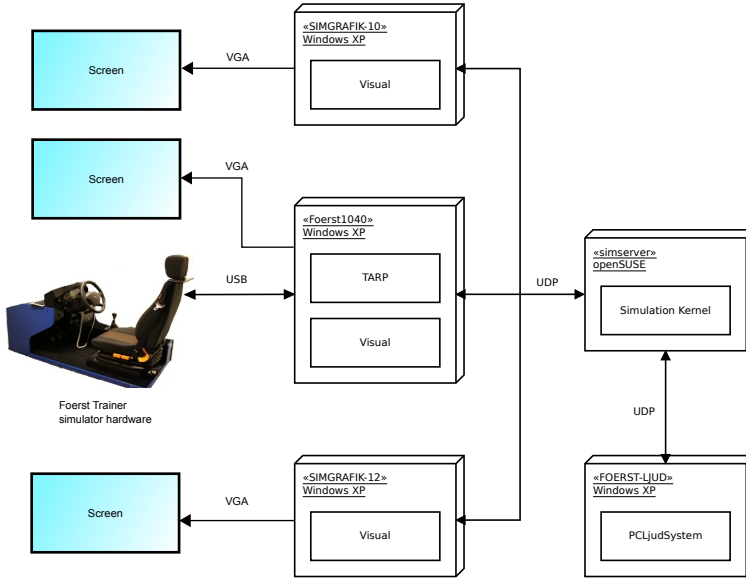 «SIMGRAFIK-10»
Windows XP
Visual
VGA
Screen
VGA
Screen
«Foerst1040»
Windows XP
TARP
Visual
USB
UDP
«simserver»
openSUSE
Simulation Kernel
Foerst Trainer
simulator hardware
UDP
«SIMGRAFIK-12»
Windows XP
Visual
VGA
Screen
«FOERST-LJUD»
Windows XP
PCLjudSystem